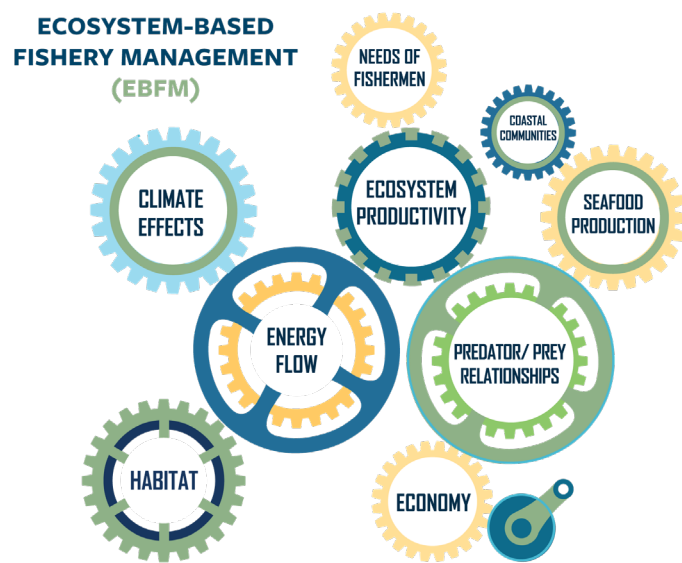 ECOSYSTEM-BASED
FISHERY MANAGEMENT
(EBFM)
NEEDS OF
FISHERMEN
COASTAL
COMMUNITIES
CLIMATE
EFFECTS
ECOSYSTEM
PRODUCTIVITY
SEAFOOD
PRODUCTION
ENERGY
FLOW
PREDATOR/ PREY
RELATIONSHIPS
HABITAT
ECONOMY